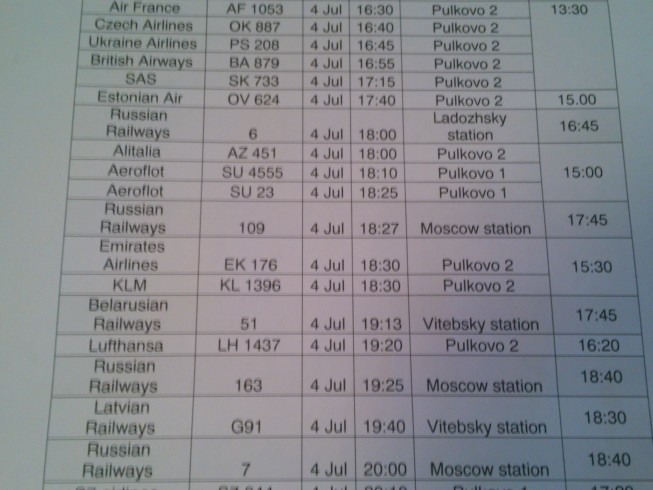 Air France AF 1053 4 Jul 16:30 Pulkovo 2 13:30
Czech Airlines OK 887 4 Jul 16:40 Pulkovo 2
Ukraine Airlines PS 208 4 Jul 16:45 Pulkovo 2
British Airways BA 879 4 Jul 16:55 Pulkovo 2
SAS SK 733 4 Jul 17:15 Pulkovo 2
Estonian Air OV 624 4 Jul 17:40 Pulkovo 2 15.00
Russian
Railways 6 4 Jul 18:00 Ladozhsky
station 16:45
Alitalia AZ 451 4 Jul 18:00 Pulkovo 2
Aeroflot SU 4555 4 Jul 18:10 Pulkovo 1 15:00
Aeroflot SU 23 4 Jul 18:25 Pulkovo 1
Russian
Railways 109 4 Jul 18:27 Moscow station 17:45
Emirates
Airlines EK 176 4 Jul 18:30 Pulkovo 2 15:30
KLM KL 1396 4 Jul 18:30 Pulkovo 2
Belarusian
Railways 51 4 Jul 19:13 Vitebsky station 17:45
Lufthansa LH 1437 4 Jul 19:20 Pulkovo 2 16:20
Russian
Railways 163 4 Jul 19:25 Moscow station 18:40
Latvian
Railways G91 4 Jul 19:40 Vitebsky station 18:30
Russian
Railways 7 4 Jul 20:00 Moscow station 18:40